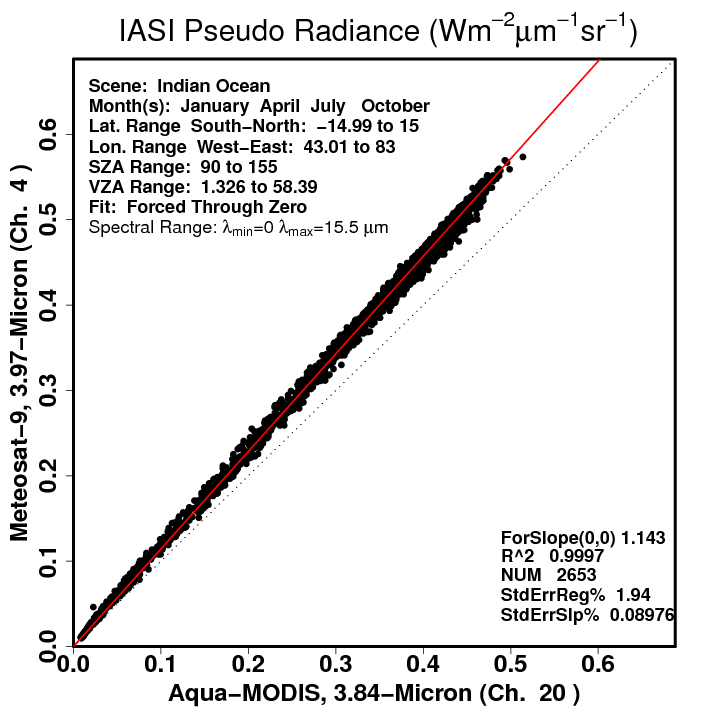 IASI Pseudo Radiance (Wm−2μm−1sr−1)
Scene: Indian Ocean
Month(s): January April July October
Lat. Range South−North: −14.99 to 15
Lon. Range West−East: 43.01 to 83
SZA Range: 90 to 155
VZA Range: 1.326 to 58.39
Fit: Forced Through Zero
Spectral Range: λmin=0 λmax=15.5 μm
Meteosat−9, 3.97−Micron (Ch. 4 )
0.6
0.5
0.4
0.3
0.2
0.1
0.0
ForSlope(0,0) 1.143
R^2 0.9997
NUM 2653
StdErrReg% 1.94
StdErrSlp% 0.08976
0.0 0.1 0.2 0.3 0.4 0.5 0.6
Aqua−MODIS, 3.84−Micron (Ch. 20 )